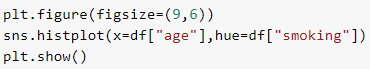 plt.figure(figsize=(9,6))
sns.histplot(x=df["age"],hue=df["smoking"])
plt.show()